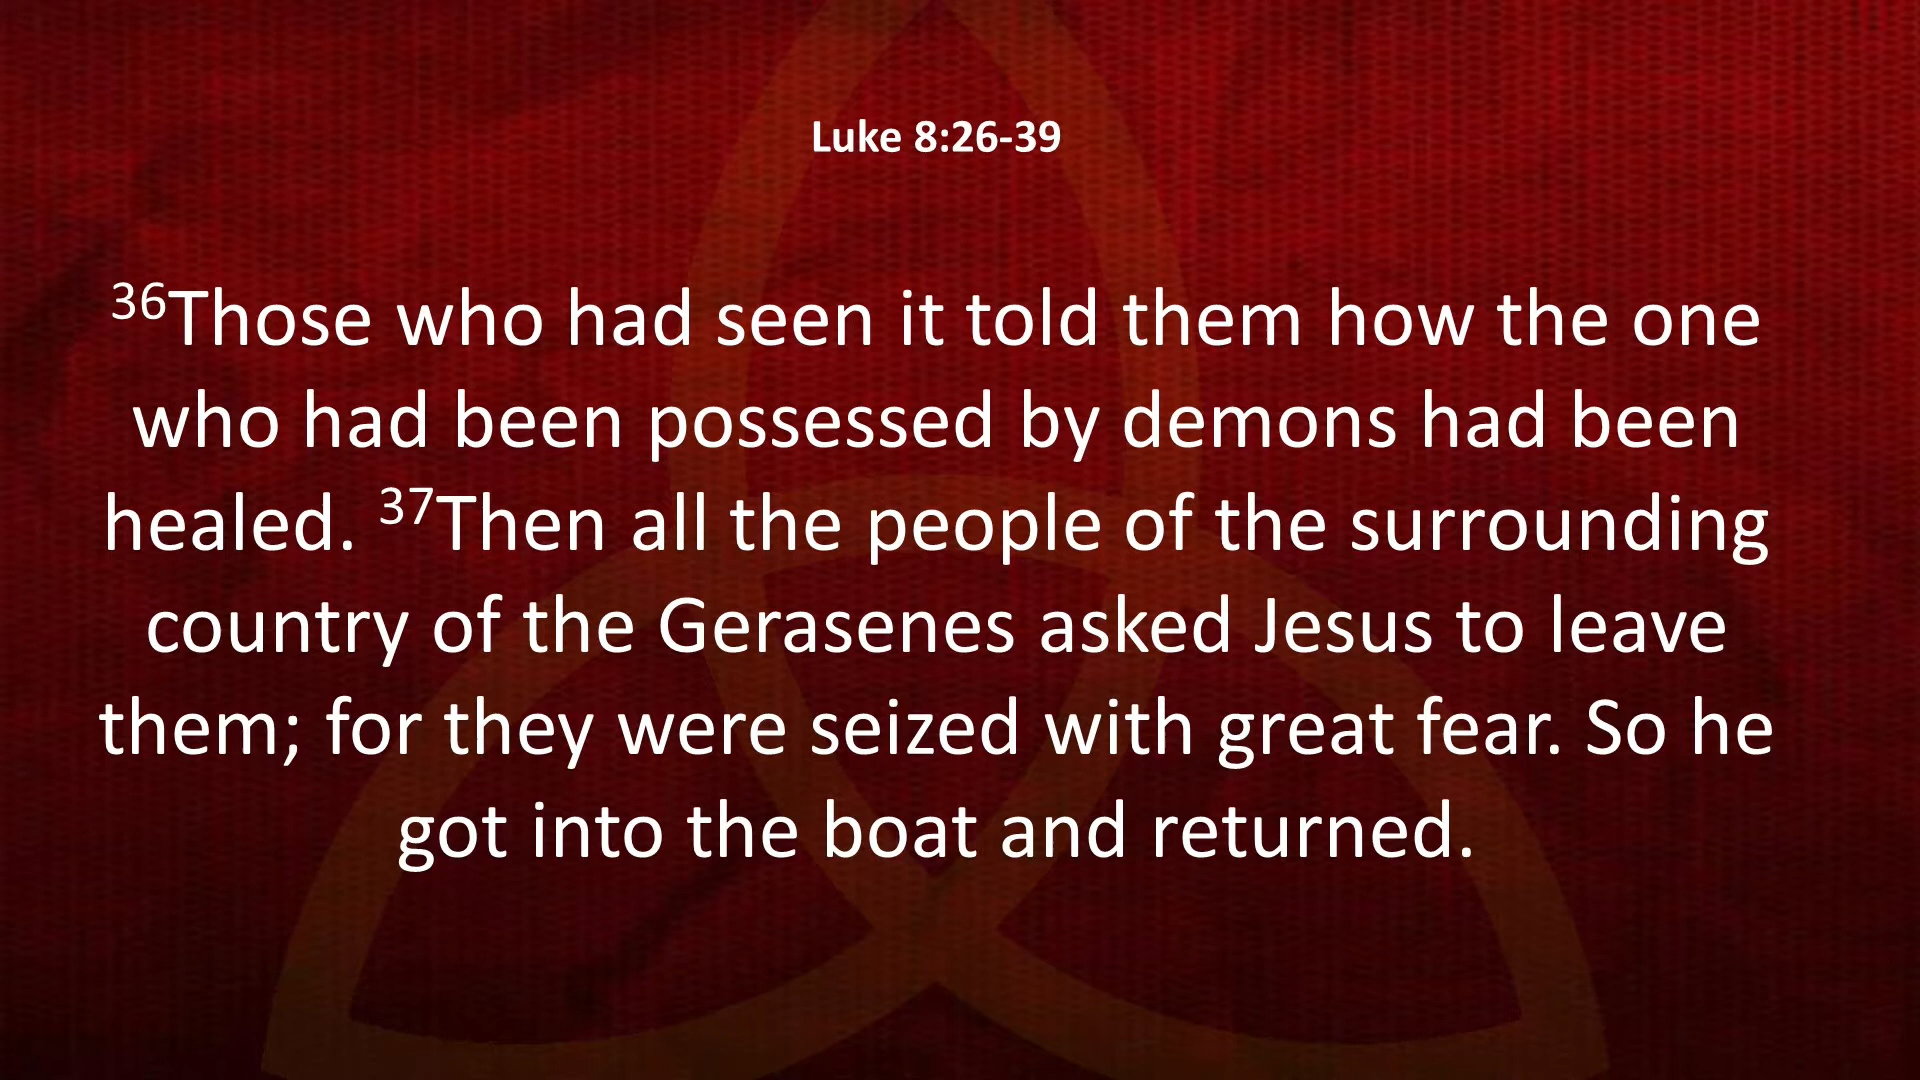 Luke 8:26-39
36Those who had seen it told them how the one
who had been possessed by demons had been
healed. 37Then all the people of the surrounding
country of the Gerasenes asked Jesus to leave
them; for they were seized with great fear. So he
got into the boat and returned.